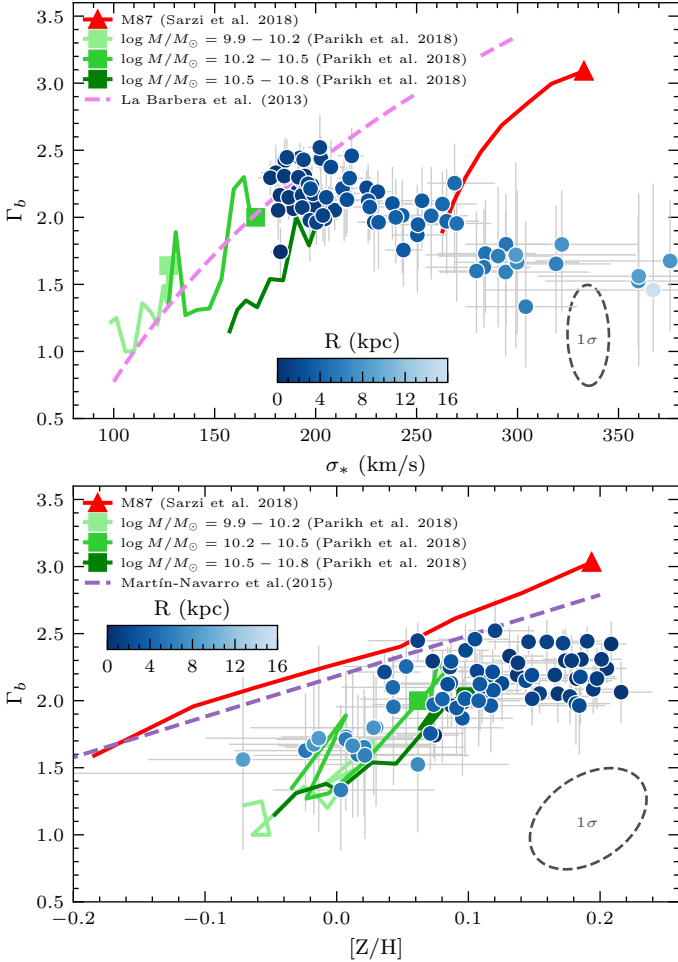 M87 (Sarzi et al. 2018)
log M/M☉ = 9.9 − 10.2 (Parikh et al. 2018)
log M/M☉ = 10.2 − 10.5 (Parikh et al. 2018)
log M/M☉ = 10.5 − 10.8 (Parikh et al. 2018)
La Barbera et al. (2013)
3.5
3.0
2.5
2.0
1.5
1.0
0.5
Γb
R (kpc)
0 4 8 12 16
1σ
100 150 200 250 300 350
σ* (km/s)
M87 (Sarzi et al. 2018)
log M/M☉ = 9.9 − 10.2 (Parikh et al. 2018)
log M/M☉ = 10.2 − 10.5 (Parikh et al. 2018)
log M/M☉ = 10.5 − 10.8 (Parikh et al. 2018)
Martín-Navarro et al.(2015)
R (kpc)
0 4 8 12 16
3.5
3.0
2.5
2.0
1.5
1.0
0.5
Γb
1σ
−0.2 −0.1 0.0 0.1 0.2
[Z/H]